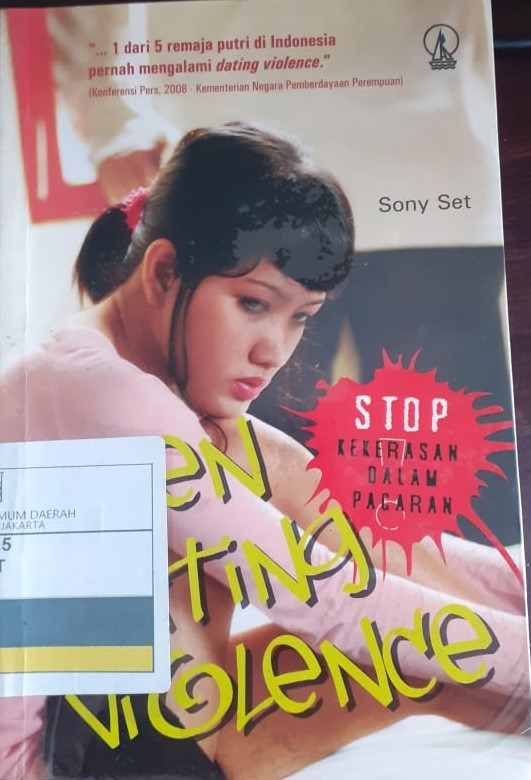 "... 1 dari 5 remaja putri di Indonesia
pernah mengalami dating violence."
(Konferensi Pers, 2008 - Kementerian Negara Pemberdayaan Perempuan)
Sony Set
STOP
KEKERASAN
DALAM
PACARAN
EN
TiNg
ViOLENCE
MUM DAERAH
JAKARTA
5
T